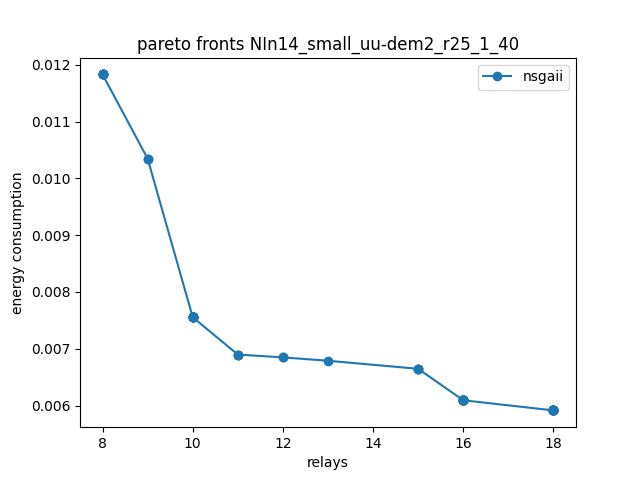 pareto fronts NIn14_small_uu-dem2_r25_1_40
nsgaii
0.012
0.011
0.010
0.009
0.008
0.007
0.006
energy consumption
8 10 12 14 16 18
relays